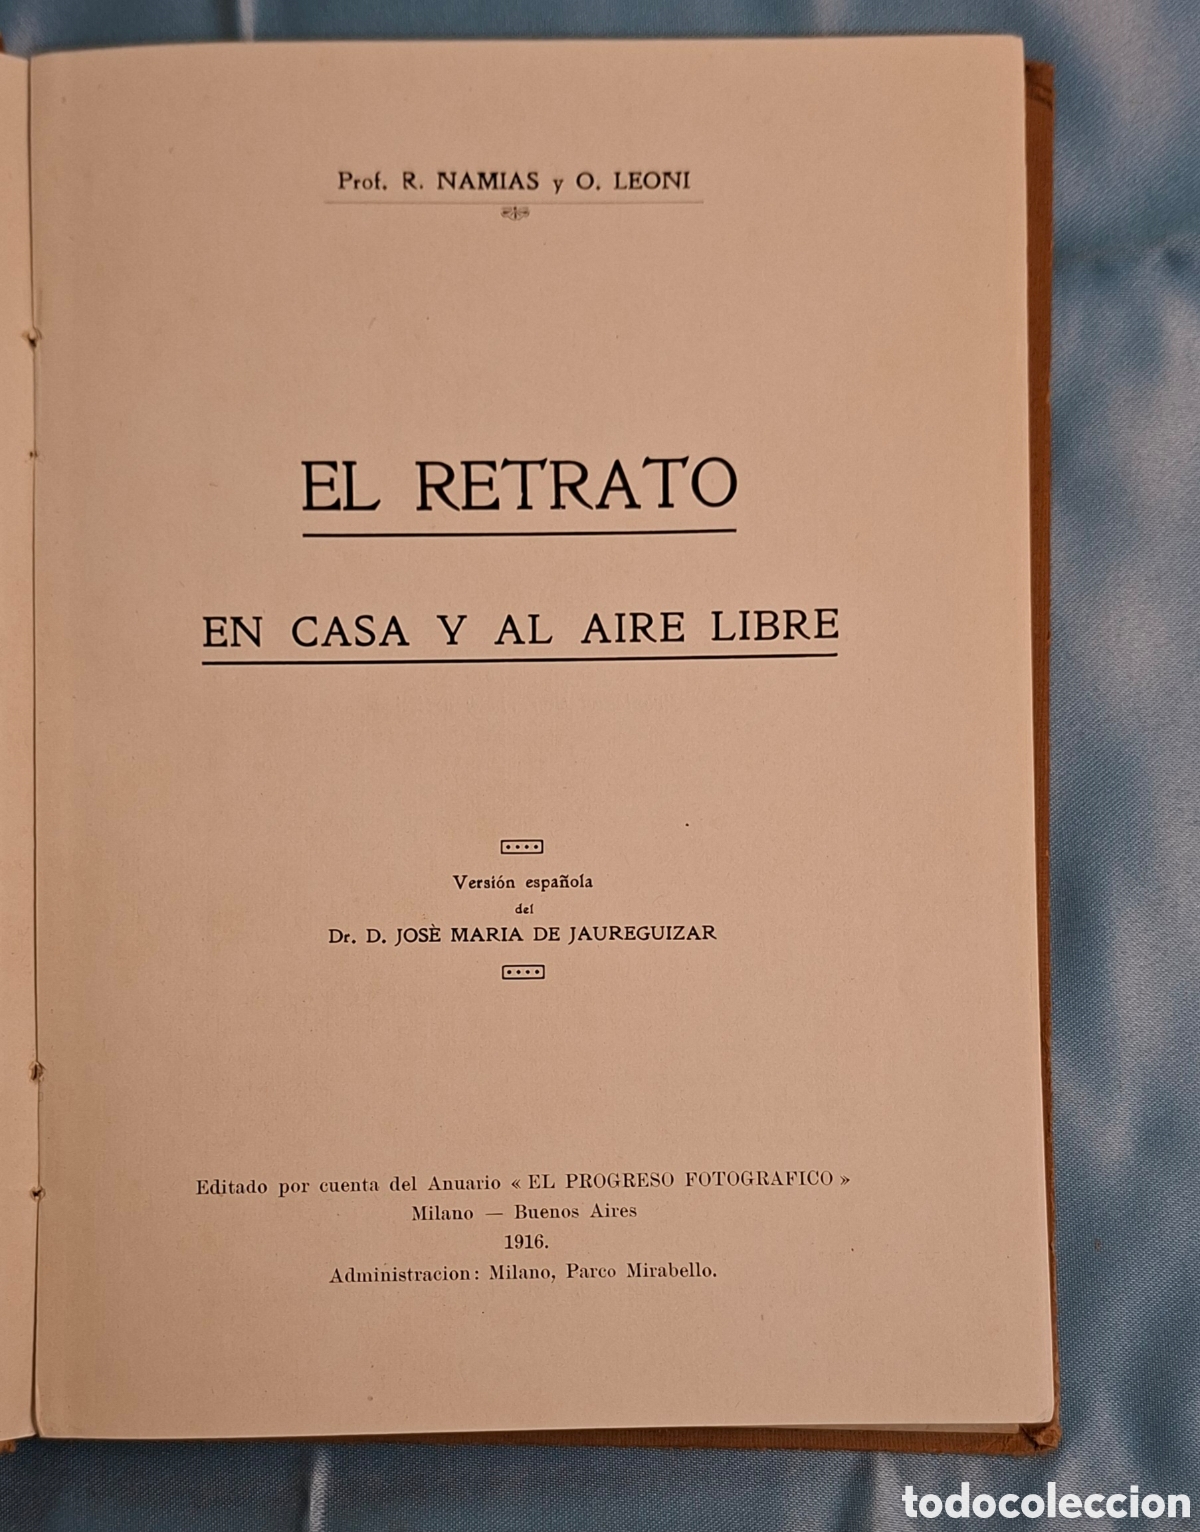 Prof. R. NAMIAS y O. LEONI
EL RETRATO
EN CASA Y AL AIRE LIBRE
Versión española
del
Dr. D. JOSÈ MARIA DE JAUREGUIZAR
Editado por cuenta del Anuario « EL PROGRESO FOTOGRAFICO »
Milano — Buenos Aires
1916.
Administracion: Milano, Parco Mirabello.
todocoleccion